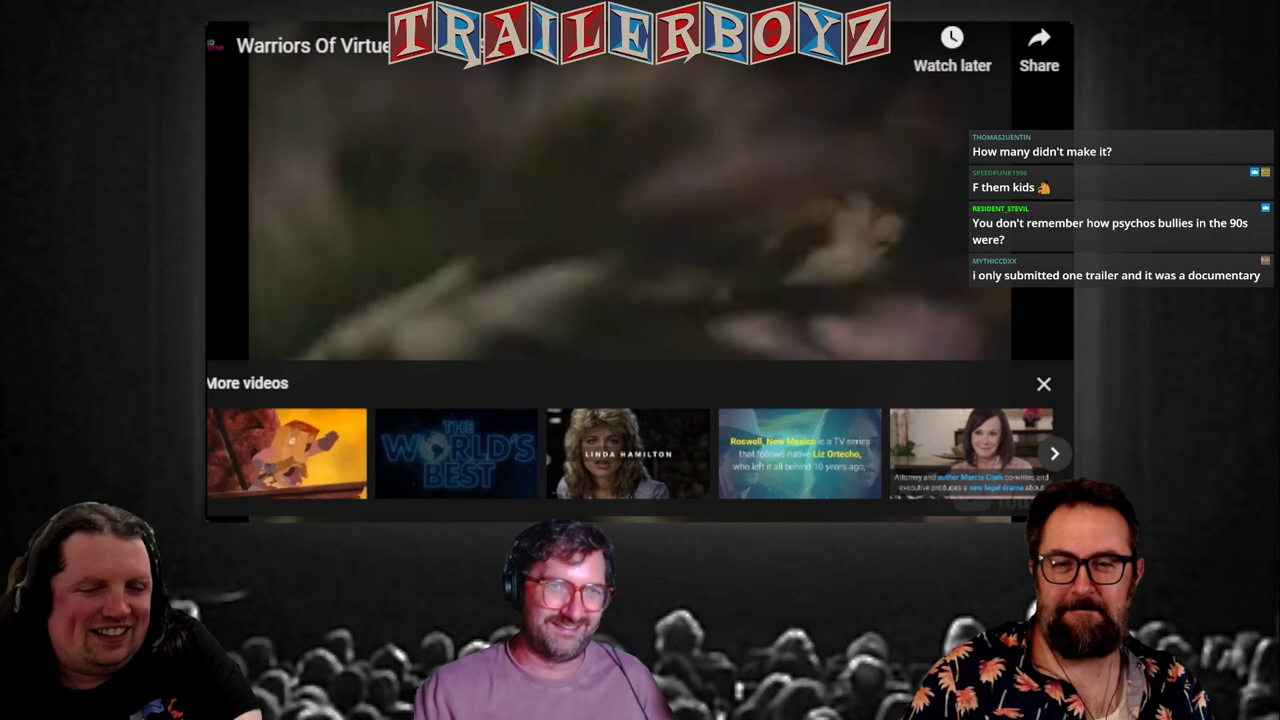 TRAILERBOYZ
Warriors Of Virtue
Watch later
Share
THOMAS2UENTIN
How many didn't make it?
SPEEDPUNK1996
F them kids
RESIDENT_STEVIL
You don't remember how psychos bullies in the 90s
were?
MYTHICCDXX
i only submitted one trailer and it was a documentary
More videos
THE
WORLD'S
BEST
LINDA HAMILTON
Roswell, New Mexico is a TV series
that follows native Liz Ortecho,
who left it all behind 10 years ago,
Attorney and author Marcia Clark co-writes and
executive produces a new legal drama about